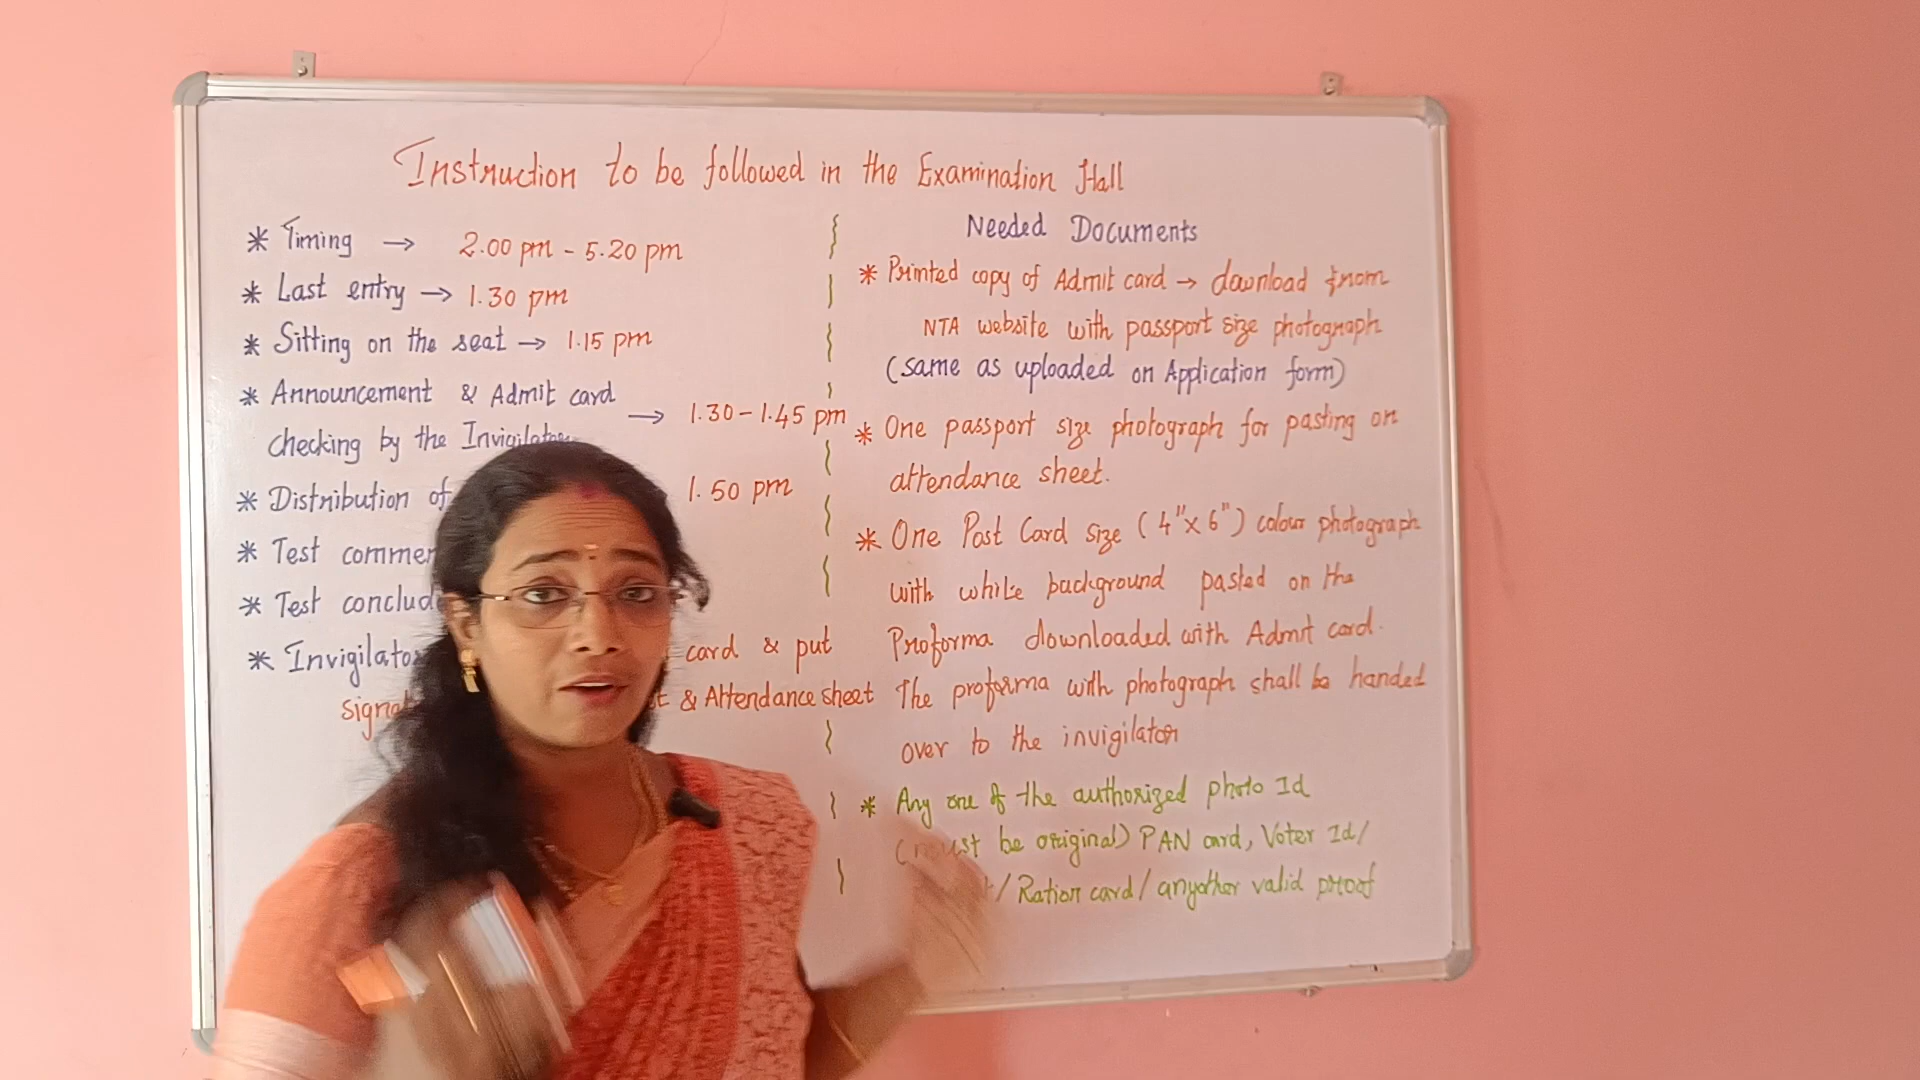 Instruction to be followed in the Examination Hall
* Timing → 2.00 pm - 5.20 pm
* Last entry → 1.30 pm
* Sitting on the seat → 1.15 pm
* Announcement & Admit card
checking by the Invigilator → 1.30 - 1.45 pm
* Distribution of 1.50 pm
* Test
* Test
* card & put
& Attendance sheet
Needed Documents
* Printed copy of Admit card → download from
NTA website with passport size photograph
(same as uploaded on Application form)
* One passport size photograph for pasting on
attendance sheet.
* One Post Card size (4"x 6") colour photograph
with white background pasted on the
Proforma downloaded with Admit card.
The proforma with photograph shall be handed
over to the invigilator
* Any one of the authorized photo Id
(must be original) PAN card, Voter Id/
/ Ration card / anyother valid proof